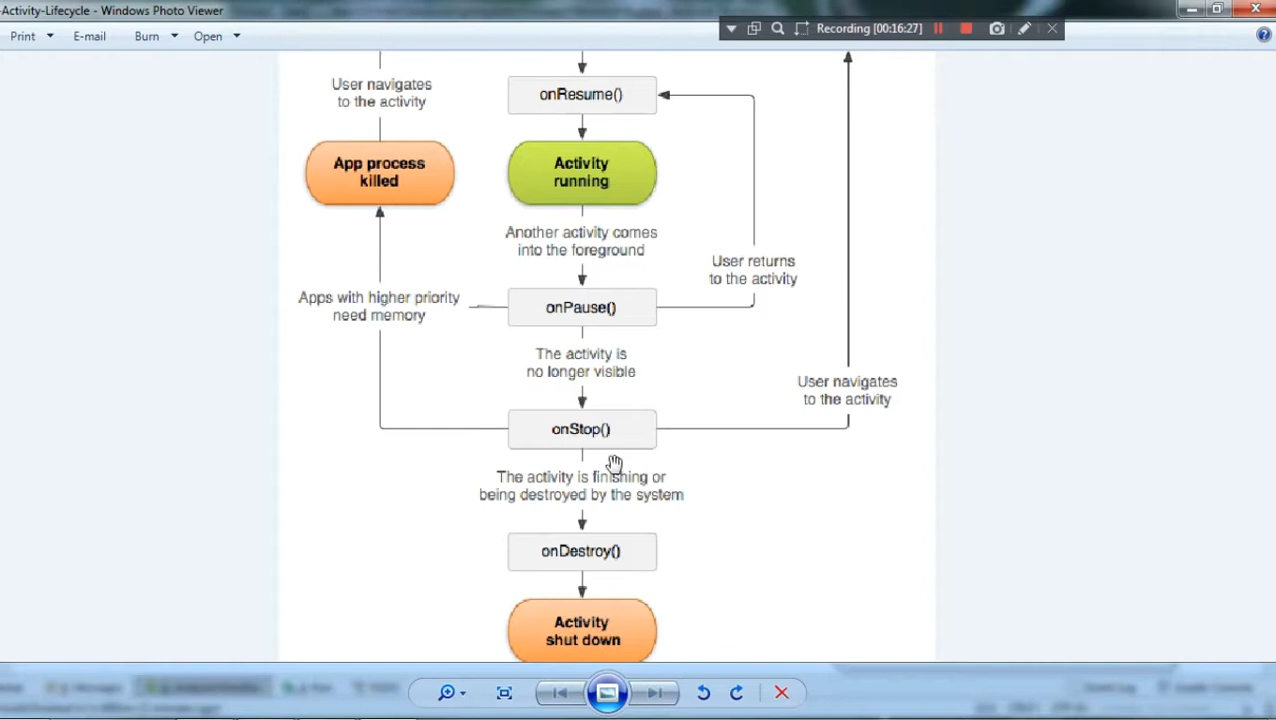 Activity-Lifecycle - Windows Photo Viewer
Print
E-mail
Burn
Open
Recording [00:16:27]
User navigates
to the activity
onResume()
App process
killed
Activity
running
Another activity comes
into the foreground
User returns
to the activity
Apps with higher priority
need memory
onPause()
The activity is
no longer visible
User navigates
to the activity
onStop()
The activity is finishing or
being destroyed by the system
onDestroy()
Activity
shut down